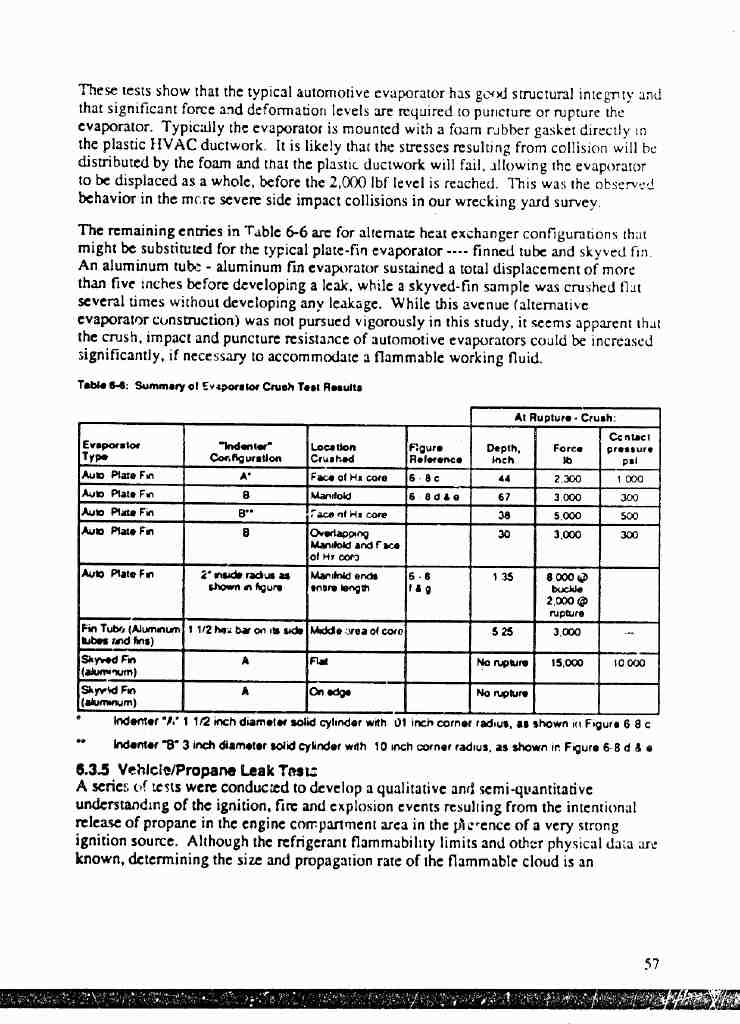 These tests show that the typical automotive evaporator has good structural integrity and
that significant force and deformation levels are required to puncture or rupture the
evaporator. Typically the evaporator is mounted with a foam rubber gasket directly in
the plastic HVAC ductwork. It is likely that the stresses resulting from collision will be
distributed by the foam and that the plastic ductwork will fail, allowing the evaporator
to be displaced as a whole, before the 2,000 lbf level is reached. This was the observed
behavior in the more severe side impact collisions in our wrecking yard survey.
The remaining entries in Table 6-6 are for alternate heat exchanger configurations that
might be substituted for the typical plate-fin evaporator ---- finned tube and skyved fin.
An aluminum tube - aluminum fin evaporator sustained a total displacement of more
than five inches before developing a leak, while a skyved-fin sample was crushed flat
several times without developing any leakage. While this avenue (alternative
evaporator construction) was not pursued vigorously in this study, it seems apparent that
the crush, impact and puncture resistance of automotive evaporators could be increased
significantly, if necessary to accommodate a flammable working fluid.
Table 6-6: Summary of Evaporator Crush Test Results
At Rupture - Crush:
Evaporator Type "Indenter" Configuration Location Crushed Figure Reference Depth, inch Force lb Contact pressure psi
Auto Plate Fin A* Face of Hx core 6 - 8 c 44 2,300 1 000
Auto Plate Fin B Manifold 6 8 d & e 67 3,000 300
Auto Plate Fin B** Face of Hx core 38 5,000 500
Auto Plate Fin B Overlapping Manifold and Face of Hx core 30 3,000 300
Auto Plate Fin 2" inside radius as shown in figure Manifold ends entire length 6 - 8 f & g 1 35 8 000 @ buckle 2,000 @ rupture
Fin Tube (Aluminum tubes and fins) 1 1/2 hex bar on its side Middle area of core 5 25 3,000 ---
Skyved Fin (aluminum) A Flat No rupture 15,000 10 000
Skyved Fin (aluminum) A On edge No rupture
* Indenter "A" 1 1/2 inch diameter solid cylinder with 01 inch corner radius, as shown in Figure 6 8 c
** Indenter "B" 3 inch diameter solid cylinder with 10 inch corner radius, as shown in Figure 6-8 d & e
6.3.5 Vehicle/Propane Leak Tests
A series of tests were conducted to develop a qualitative and semi-quantitative
understanding of the ignition, fire and explosion events resulting from the intentional
release of propane in the engine compartment area in the presence of a very strong
ignition source. Although the refrigerant flammability limits and other physical data are
known, determining the size and propagation rate of the flammable cloud is an
57